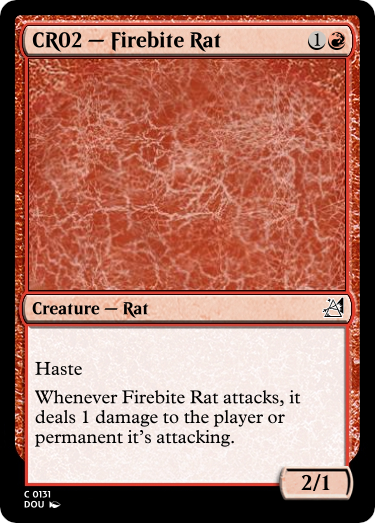 CR02 — Firebite Rat 1
Creature — Rat
Haste
Whenever Firebite Rat attacks, it
deals 1 damage to the player or
permanent it's attacking.
2/1
C 0131
DOU